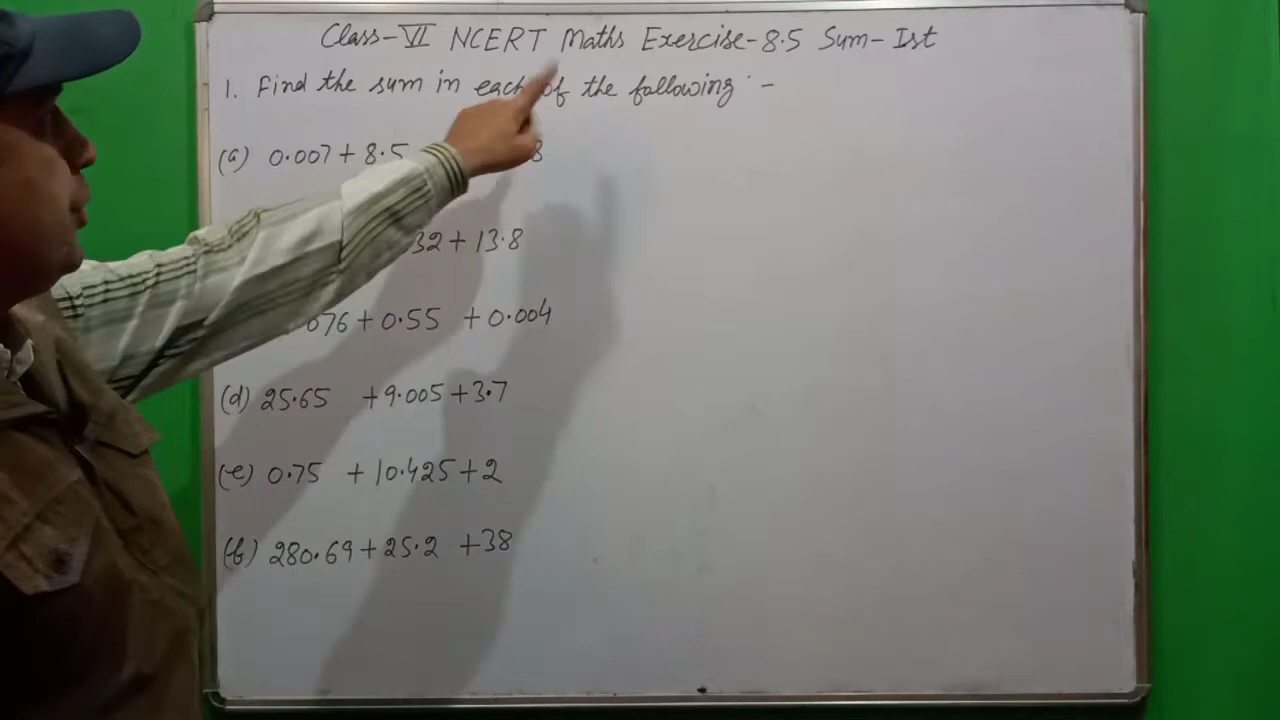 Class-VI NCERT Maths Exercise-8.5 Sum-Ist
1. Find the sum in each of the following :-
(a) 0.007 + 8.5 8
32 + 13.8
076 + 0.55 + 0.004
(d) 25.65 + 9.005 + 3.7
(e) 0.75 + 10.425 + 2
(f) 280.69 + 25.2 + 38